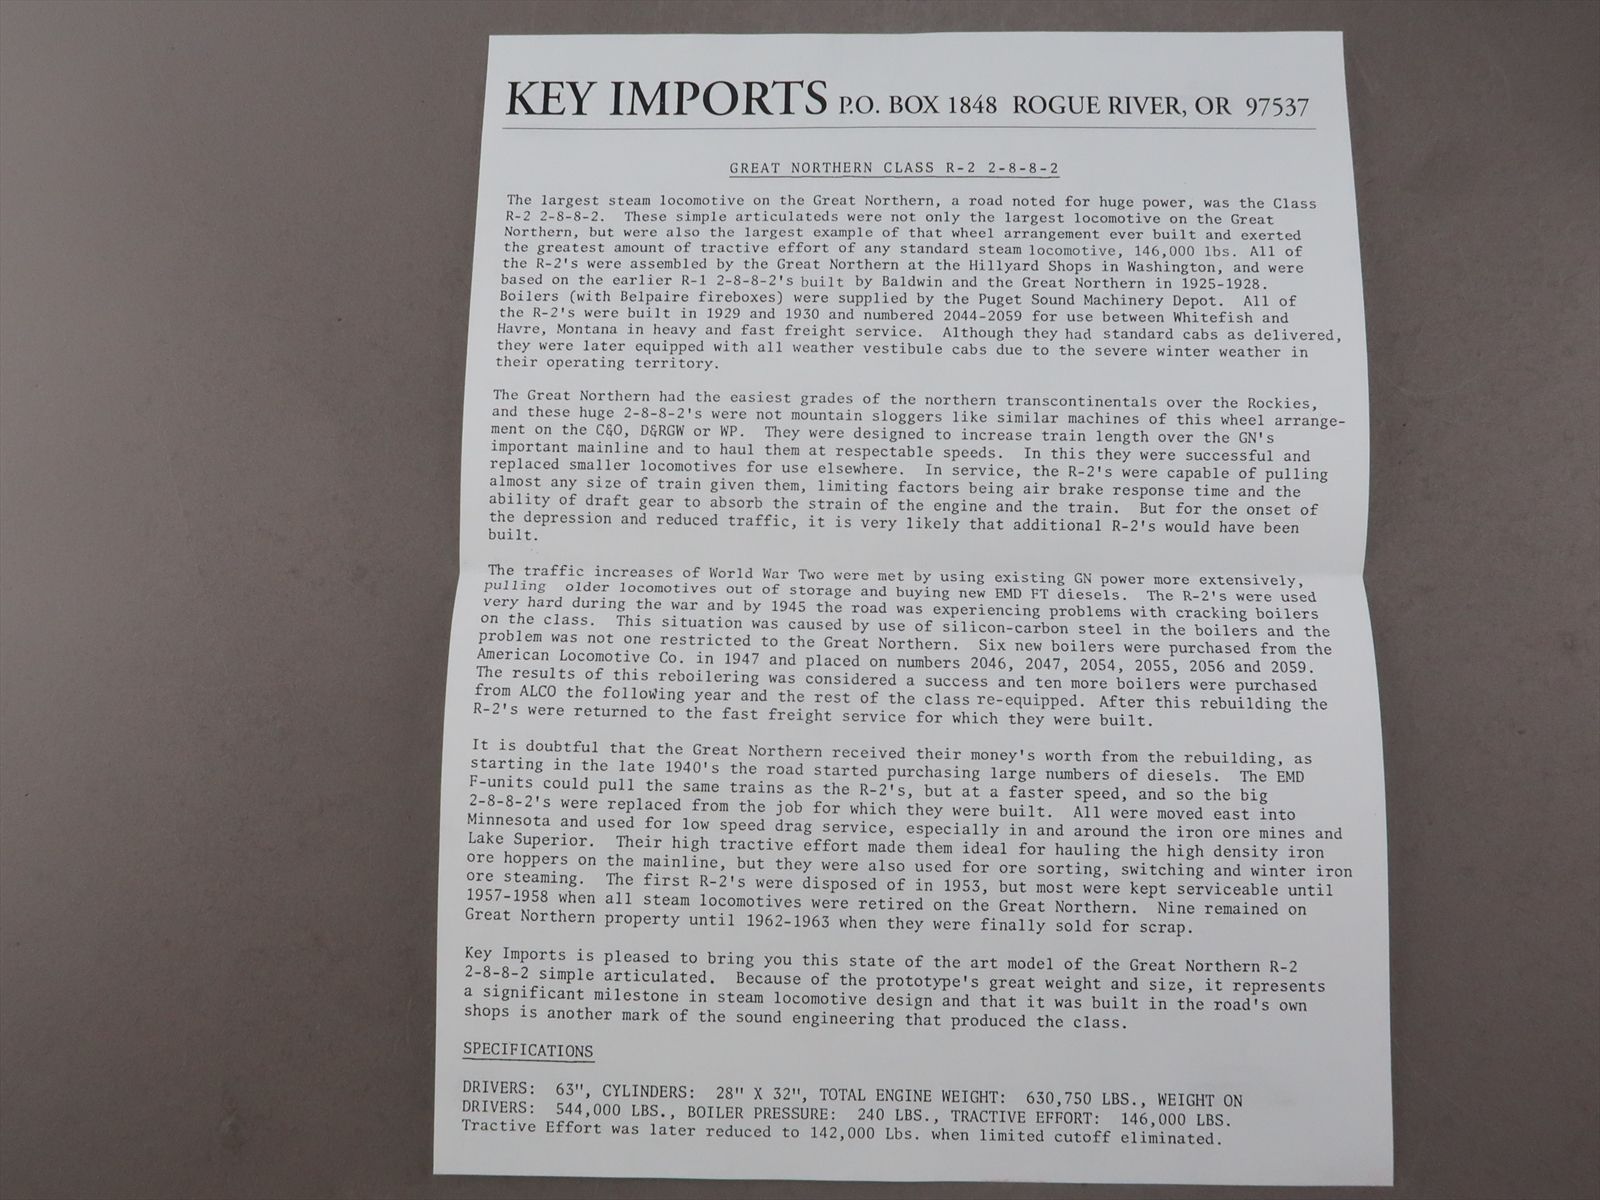 KEY IMPORTS P.O. BOX 1848 ROGUE RIVER, OR 97537
GREAT NORTHERN CLASS R-2 2-8-8-2
The largest steam locomotive on the Great Northern, a road noted for huge power, was the Class
R-2 2-8-8-2. These simple articulateds were not only the largest locomotive on the Great
Northern, but were also the largest example of that wheel arrangement ever built and exerted
the greatest amount of tractive effort of any standard steam locomotive, 146,000 lbs. All of
the R-2's were assembled by the Great Northern at the Hillyard Shops in Washington, and were
based on the earlier R-1 2-8-8-2's built by Baldwin and the Great Northern in 1925-1928.
Boilers (with Belpaire fireboxes) were supplied by the Puget Sound Machinery Depot. All of
the R-2's were built in 1929 and 1930 and numbered 2044-2059 for use between Whitefish and
Havre, Montana in heavy and fast freight service. Although they had standard cabs as delivered,
they were later equipped with all weather vestibule cabs due to the severe winter weather in
their operating territory.
The Great Northern had the easiest grades of the northern transcontinentals over the Rockies,
and these huge 2-8-8-2's were not mountain sloggers like similar machines of this wheel arrange-
ment on the C&O, D&RGW or WP. They were designed to increase train length over the GN's
important mainline and to haul them at respectable speeds. In this they were successful and
replaced smaller locomotives for use elsewhere. In service, the R-2's were capable of pulling
almost any size of train given them, limiting factors being air brake response time and the
ability of draft gear to absorb the strain of the engine and the train. But for the onset of
the depression and reduced traffic, it is very likely that additional R-2's would have been
built.
The traffic increases of World War Two were met by using existing GN power more extensively,
pulling older locomotives out of storage and buying new EMD FT diesels. The R-2's were used
very hard during the war and by 1945 the road was experiencing problems with cracking boilers
on the class. This situation was caused by use of silicon-carbon steel in the boilers and the
problem was not one restricted to the Great Northern. Six new boilers were purchased from the
American Locomotive Co. in 1947 and placed on numbers 2046, 2047, 2054, 2055, 2056 and 2059.
The results of this reboilering was considered a success and ten more boilers were purchased
from ALCO the following year and the rest of the class re-equipped. After this rebuilding the
R-2's were returned to the fast freight service for which they were built.
It is doubtful that the Great Northern received their money's worth from the rebuilding, as
starting in the late 1940's the road started purchasing large numbers of diesels. The EMD
F-units could pull the same trains as the R-2's, but at a faster speed, and so the big
2-8-8-2's were replaced from the job for which they were built. All were moved east into
Minnesota and used for low speed drag service, especially in and around the iron ore mines and
Lake Superior. Their high tractive effort made them ideal for hauling the high density iron
ore hoppers on the mainline, but they were also used for ore sorting, switching and winter iron
ore steaming. The first R-2's were disposed of in 1953, but most were kept serviceable until
1957-1958 when all steam locomotives were retired on the Great Northern. Nine remained on
Great Northern property until 1962-1963 when they were finally sold for scrap.
Key Imports is pleased to bring you this state of the art model of the Great Northern R-2
2-8-8-2 simple articulated. Because of the prototype's great weight and size, it represents
a significant milestone in steam locomotive design and that it was built in the road's own
shops is another mark of the sound engineering that produced the class.
SPECIFICATIONS
DRIVERS: 63", CYLINDERS: 28" X 32", TOTAL ENGINE WEIGHT: 630,750 LBS., WEIGHT ON
DRIVERS: 544,000 LBS., BOILER PRESSURE: 240 LBS., TRACTIVE EFFORT: 146,000 LBS.
Tractive Effort was later reduced to 142,000 Lbs. when limited cutoff eliminated.